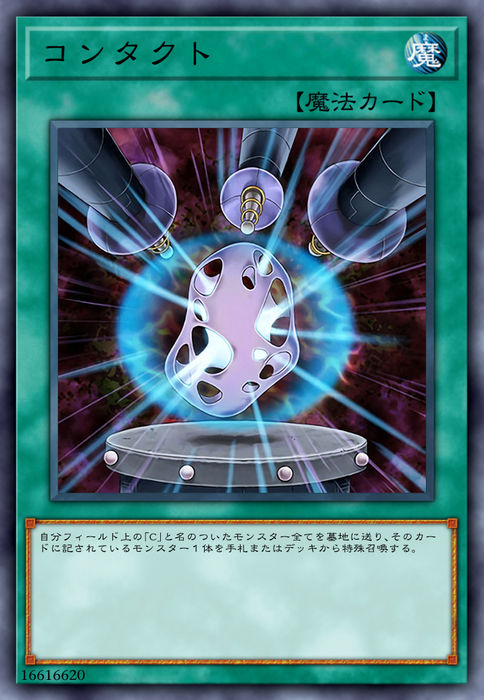 コンタクト
魔
【魔法カード】
自分フィールド上の「C」と名のついたモンスター全てを墓地に送り、そのカー
ドに記されているモンスター1体を手札またはデッキから特殊召喚する。
16616620